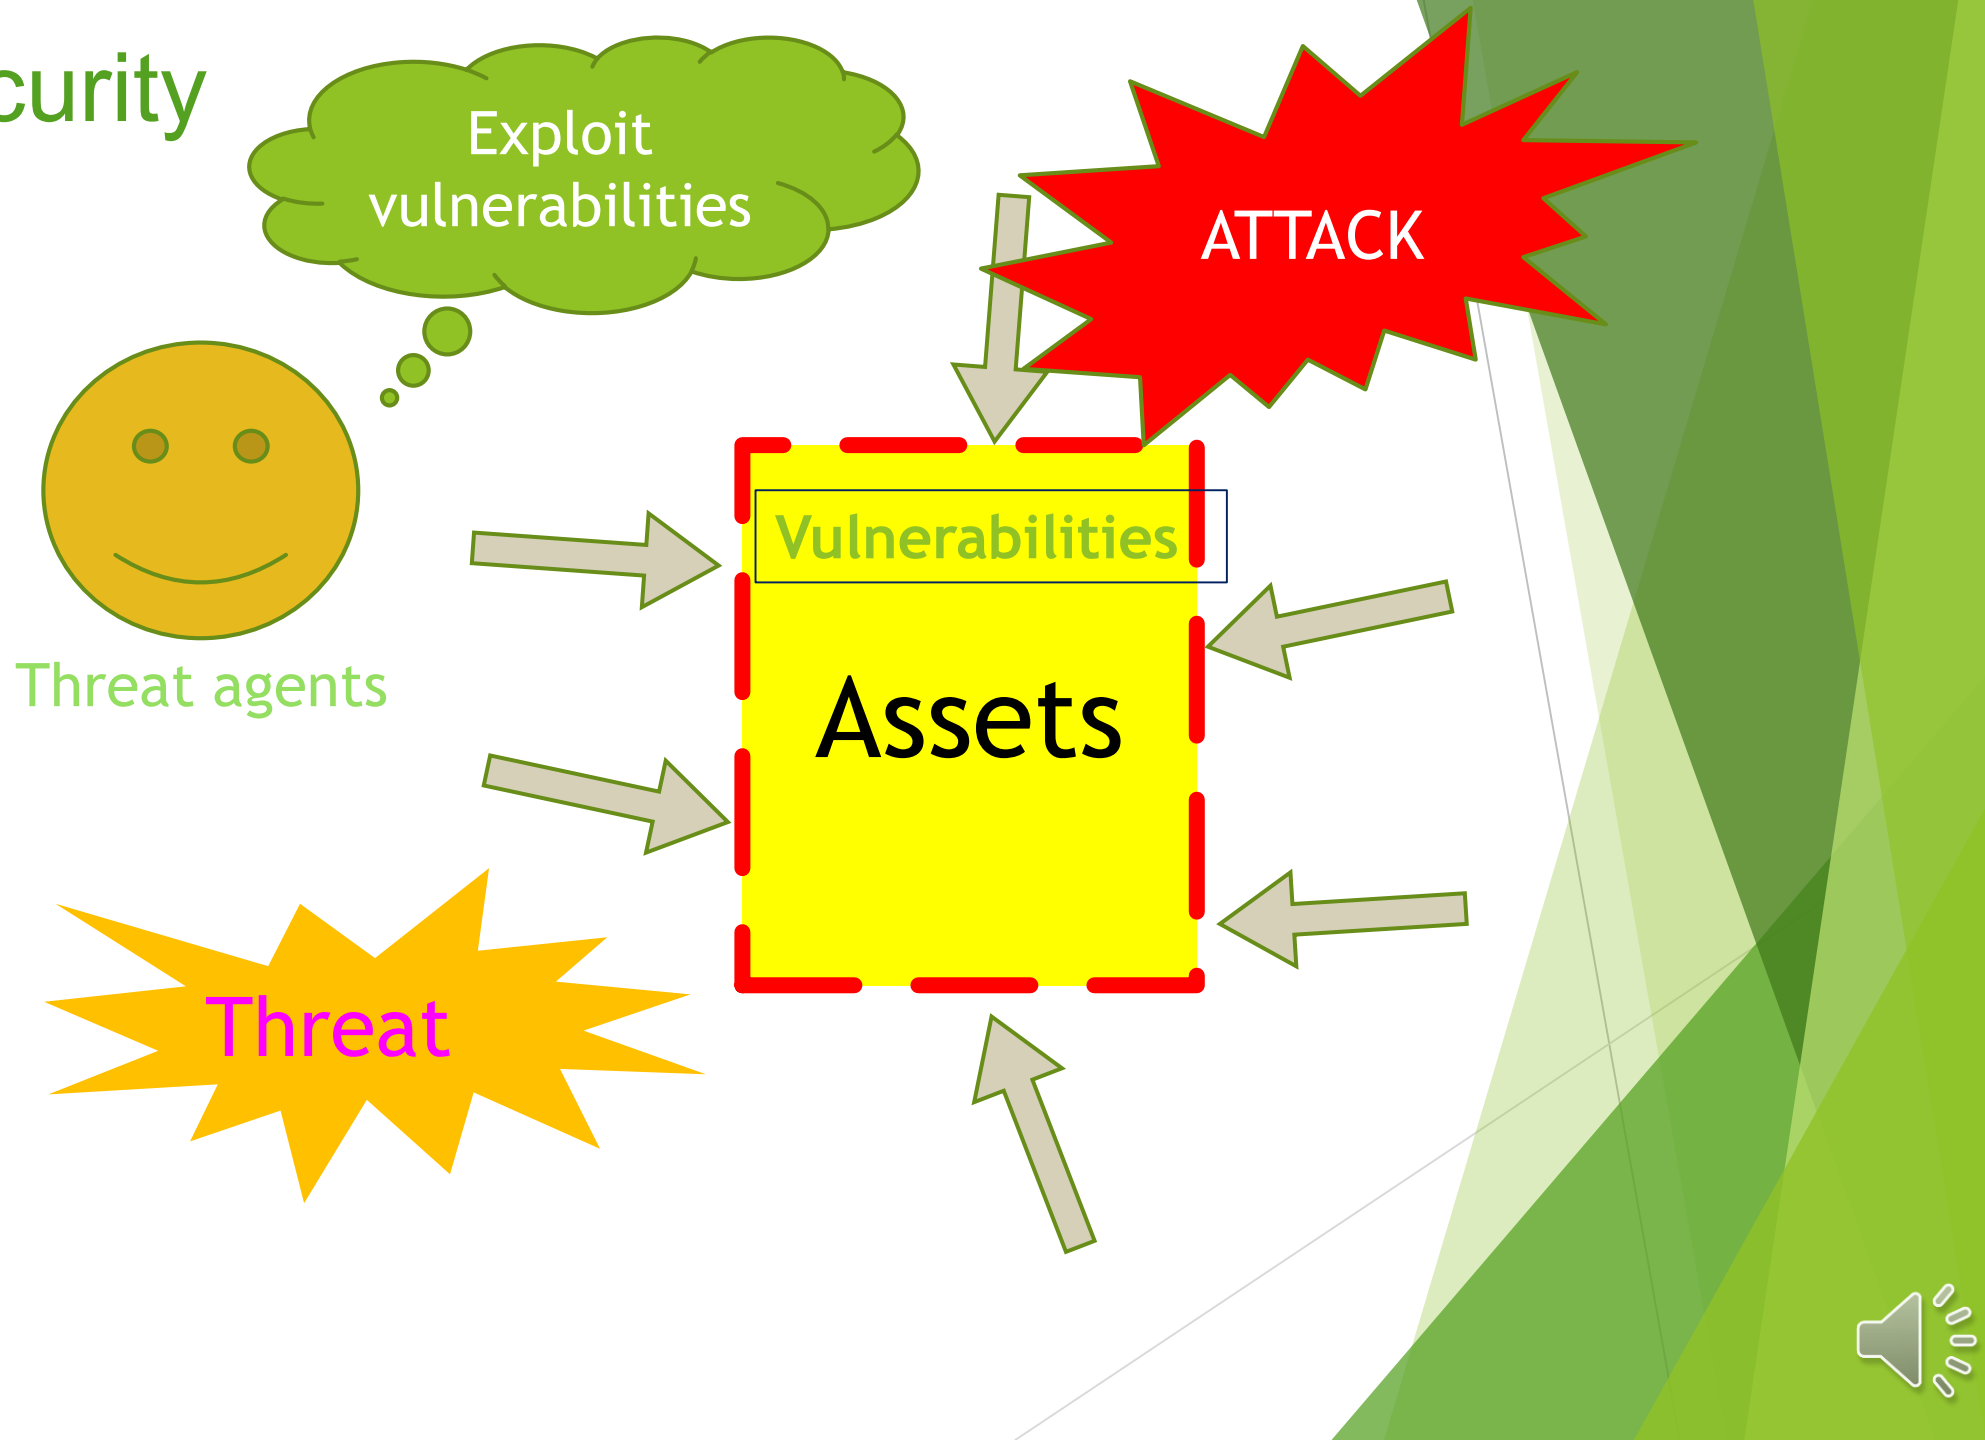 curity
Exploit
vulnerabilities
ATTACK
Vulnerabilities
Assets
Threat agents
Threat